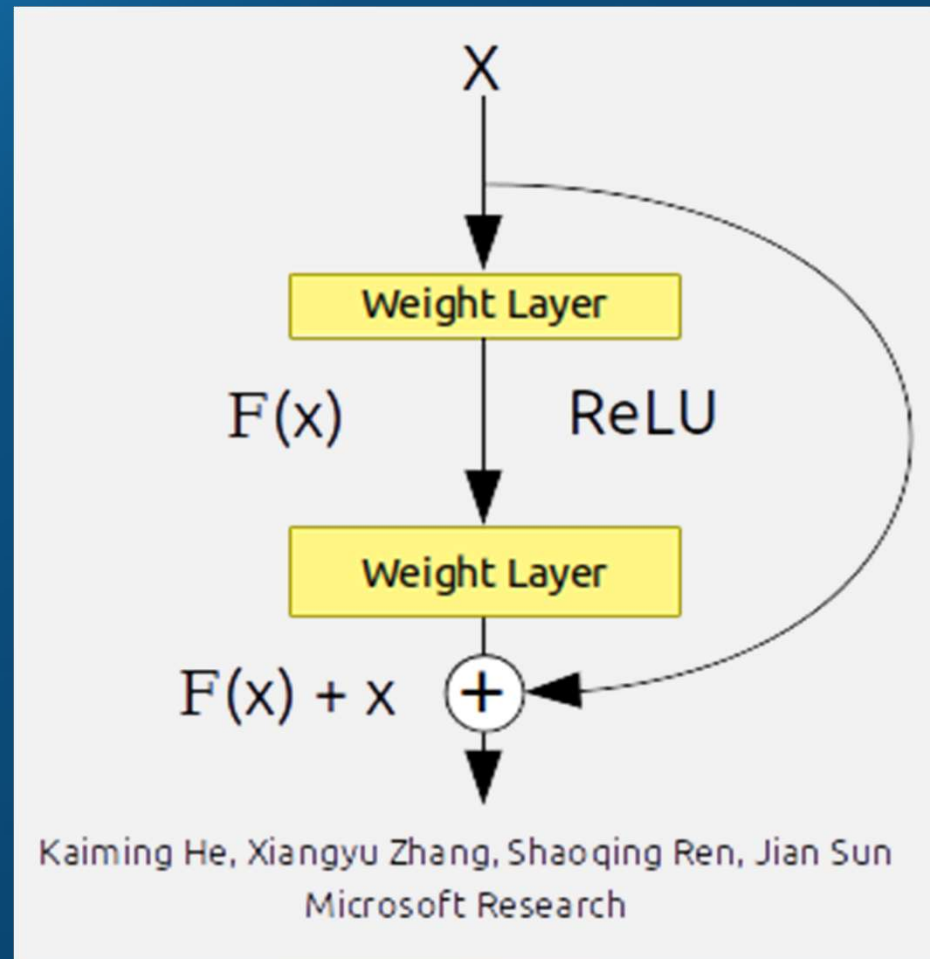 X
Weight Layer
F(x)
ReLU
Weight Layer
F(x) + x
+
Kaiming He, Xiangyu Zhang, Shaoqing Ren, Jian Sun
Microsoft Research